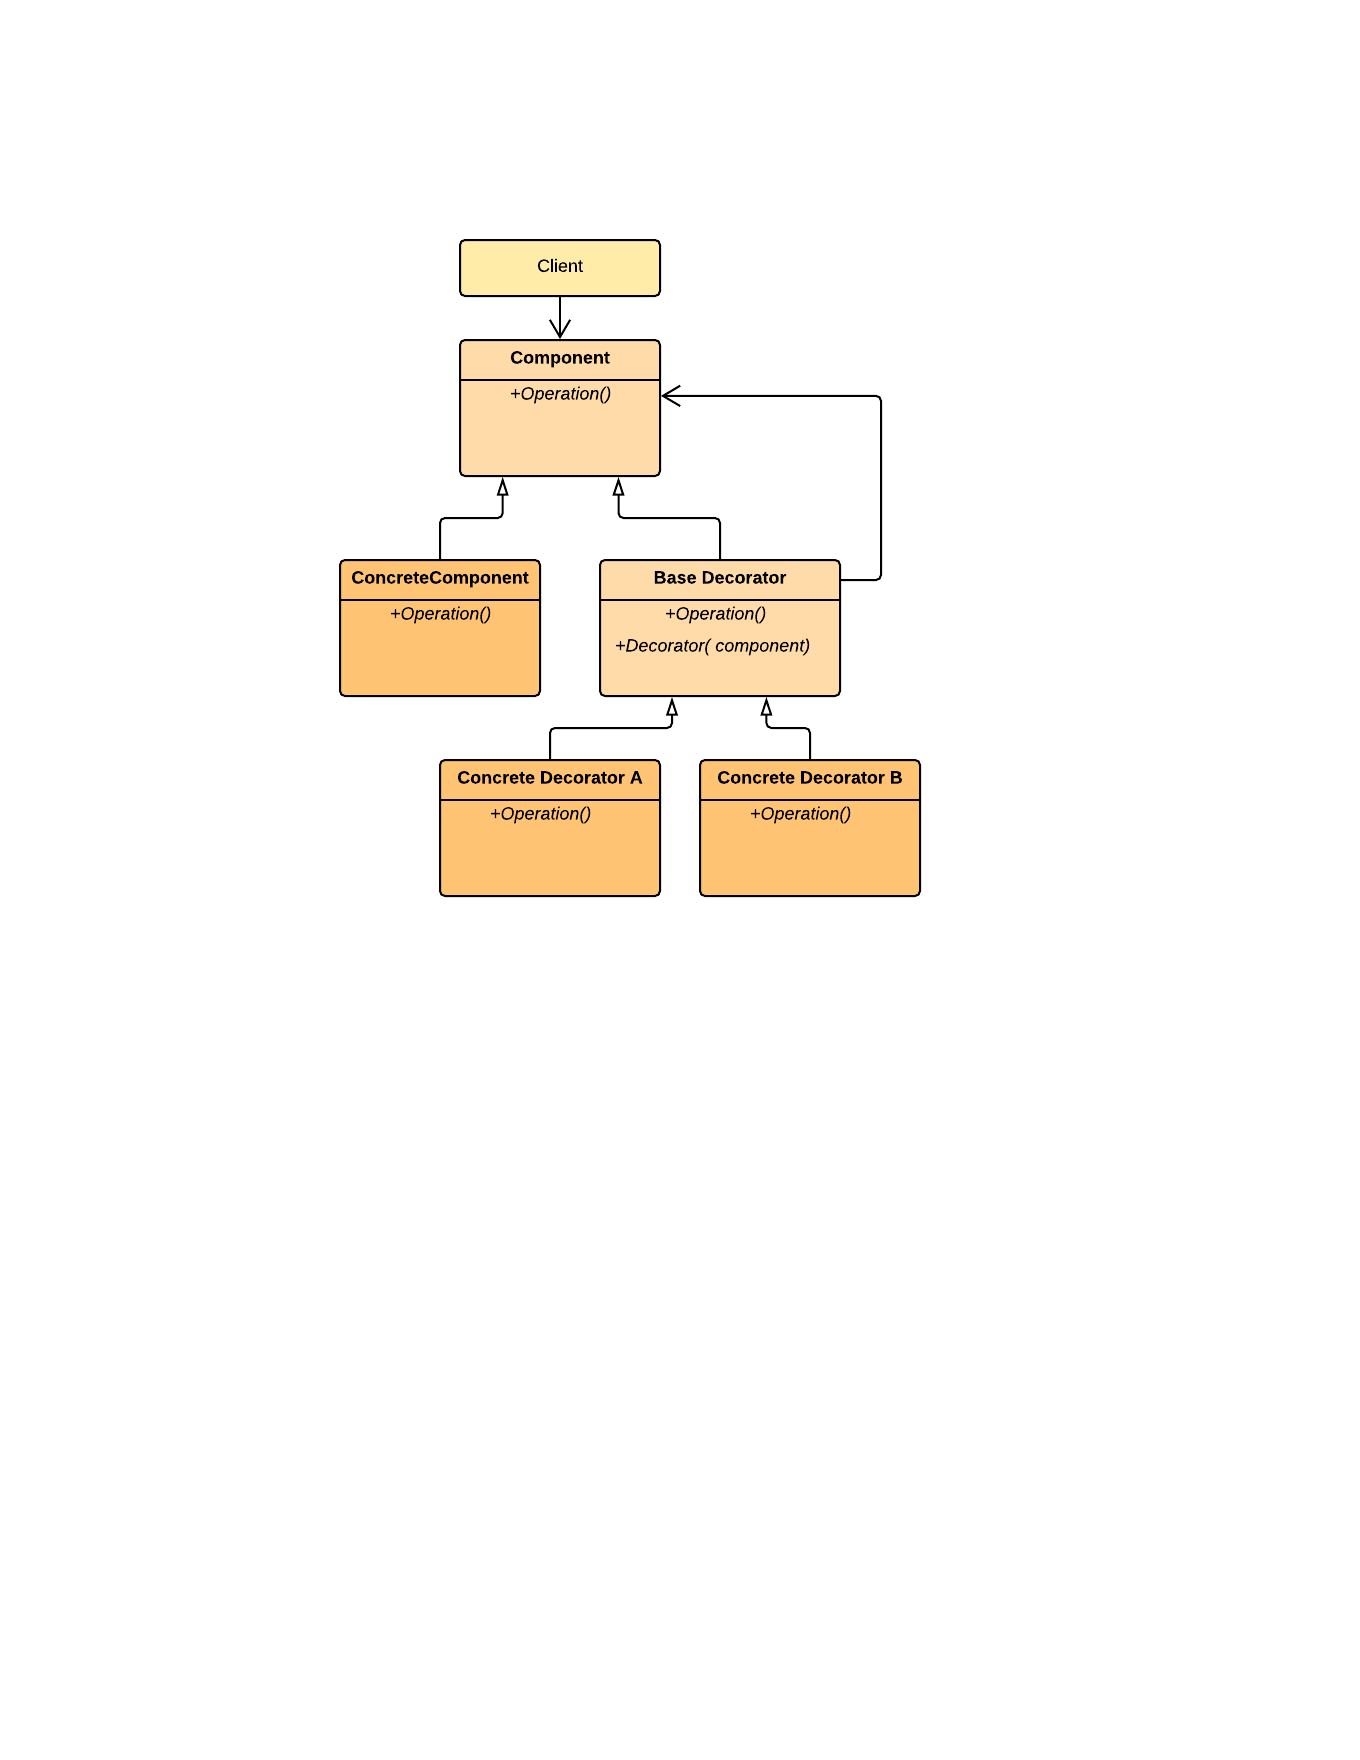 Client
Component
+Operation()
ConcreteComponent
+Operation()
Base Decorator
+Operation()
+Decorator( component)
Concrete Decorator A
+Operation()
Concrete Decorator B
+Operation()